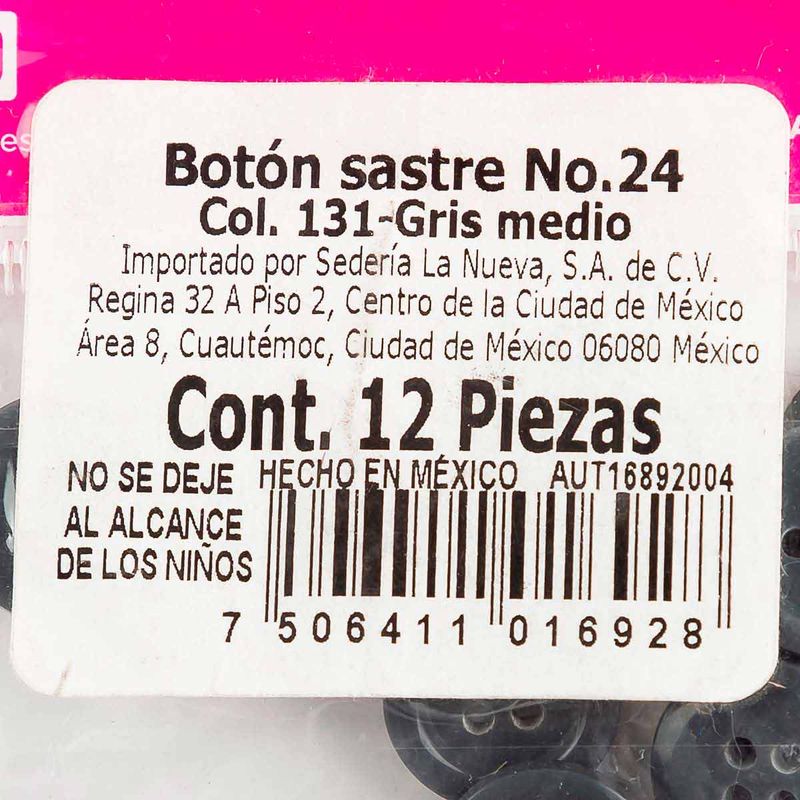 es
Botón sastre No.24
Col. 131-Gris medio
Importado por Sedería La Nueva, S.A. de C.V.
Regina 32 A Piso 2, Centro de la Ciudad de México
Área 8, Cuautémoc, Ciudad de México 06080 México
Cont. 12 Piezas
NO SE DEJE
AL ALCANCE
DE LOS NIÑOS
HECHO EN MÉXICO AUT16892004
7 506411 016928